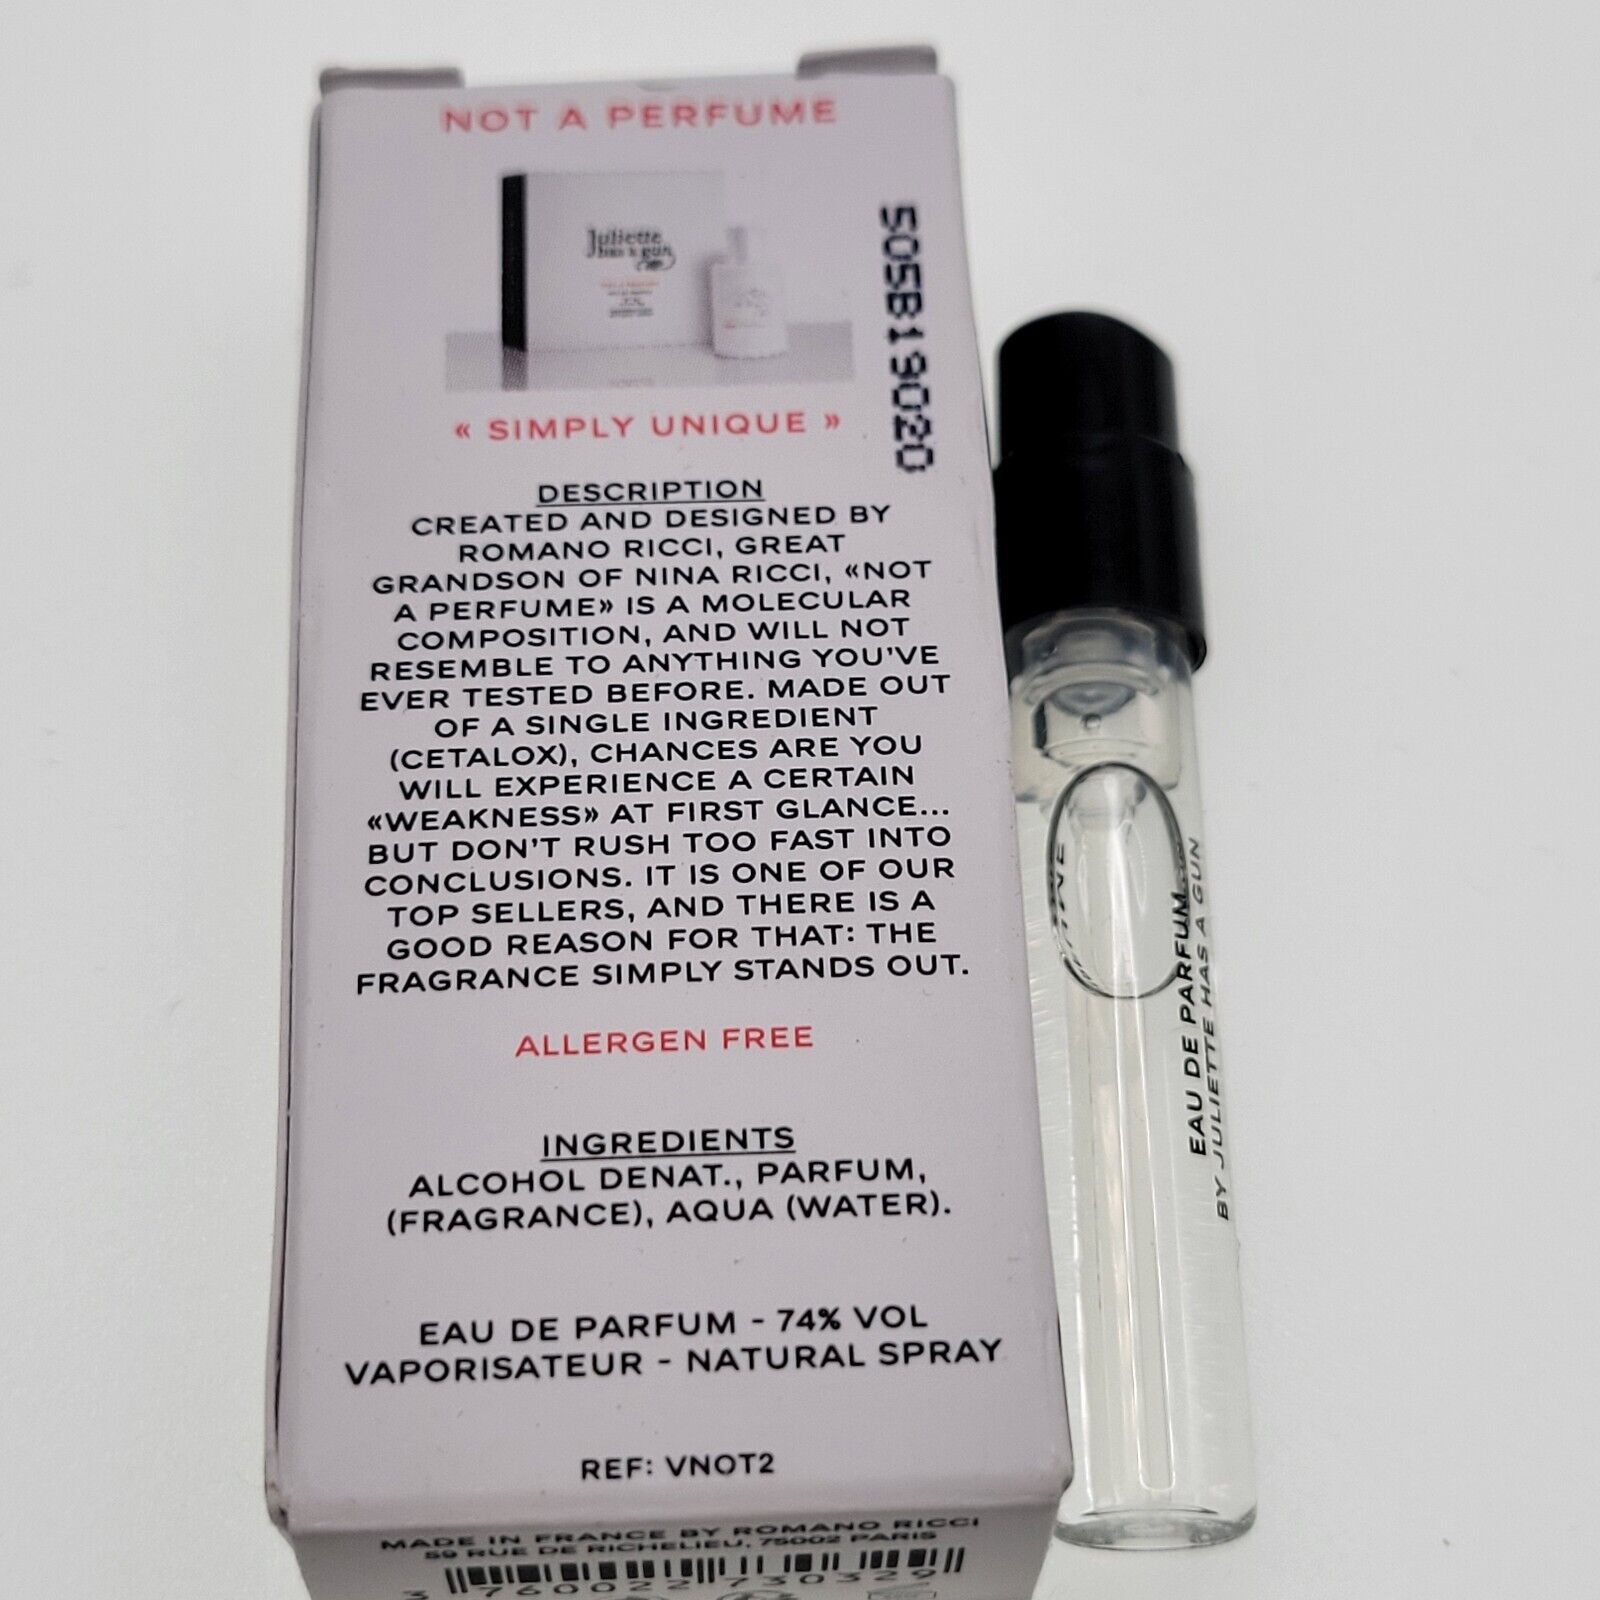 NOT A PERFUME
Juliette
has a gun
« SIMPLY UNIQUE »
505B19020
DESCRIPTION
CREATED AND DESIGNED BY
ROMANO RICCI, GREAT
GRANDSON OF NINA RICCI, «NOT
A PERFUME» IS A MOLECULAR
COMPOSITION, AND WILL NOT
RESEMBLE TO ANYTHING YOU'VE
EVER TESTED BEFORE. MADE OUT
OF A SINGLE INGREDIENT
(CETALOX), CHANCES ARE YOU
WILL EXPERIENCE A CERTAIN
«WEAKNESS» AT FIRST GLANCE...
BUT DON'T RUSH TOO FAST INTO
CONCLUSIONS. IT IS ONE OF OUR
TOP SELLERS, AND THERE IS A
GOOD REASON FOR THAT: THE
FRAGRANCE SIMPLY STANDS OUT.
ALLERGEN FREE
INGREDIENTS
ALCOHOL DENAT., PARFUM,
(FRAGRANCE), AQUA (WATER).
EAU DE PARFUM - 74% VOL
VAPORISATEUR - NATURAL SPRAY
REF: VNOT2
MADE IN FRANCE BY ROMANO RICCI
59 RUE DE RICHELIEU, 75002 PARIS
3 760022 730329
EAU DE PARFUM
BY JULIETTE HAS A GUN